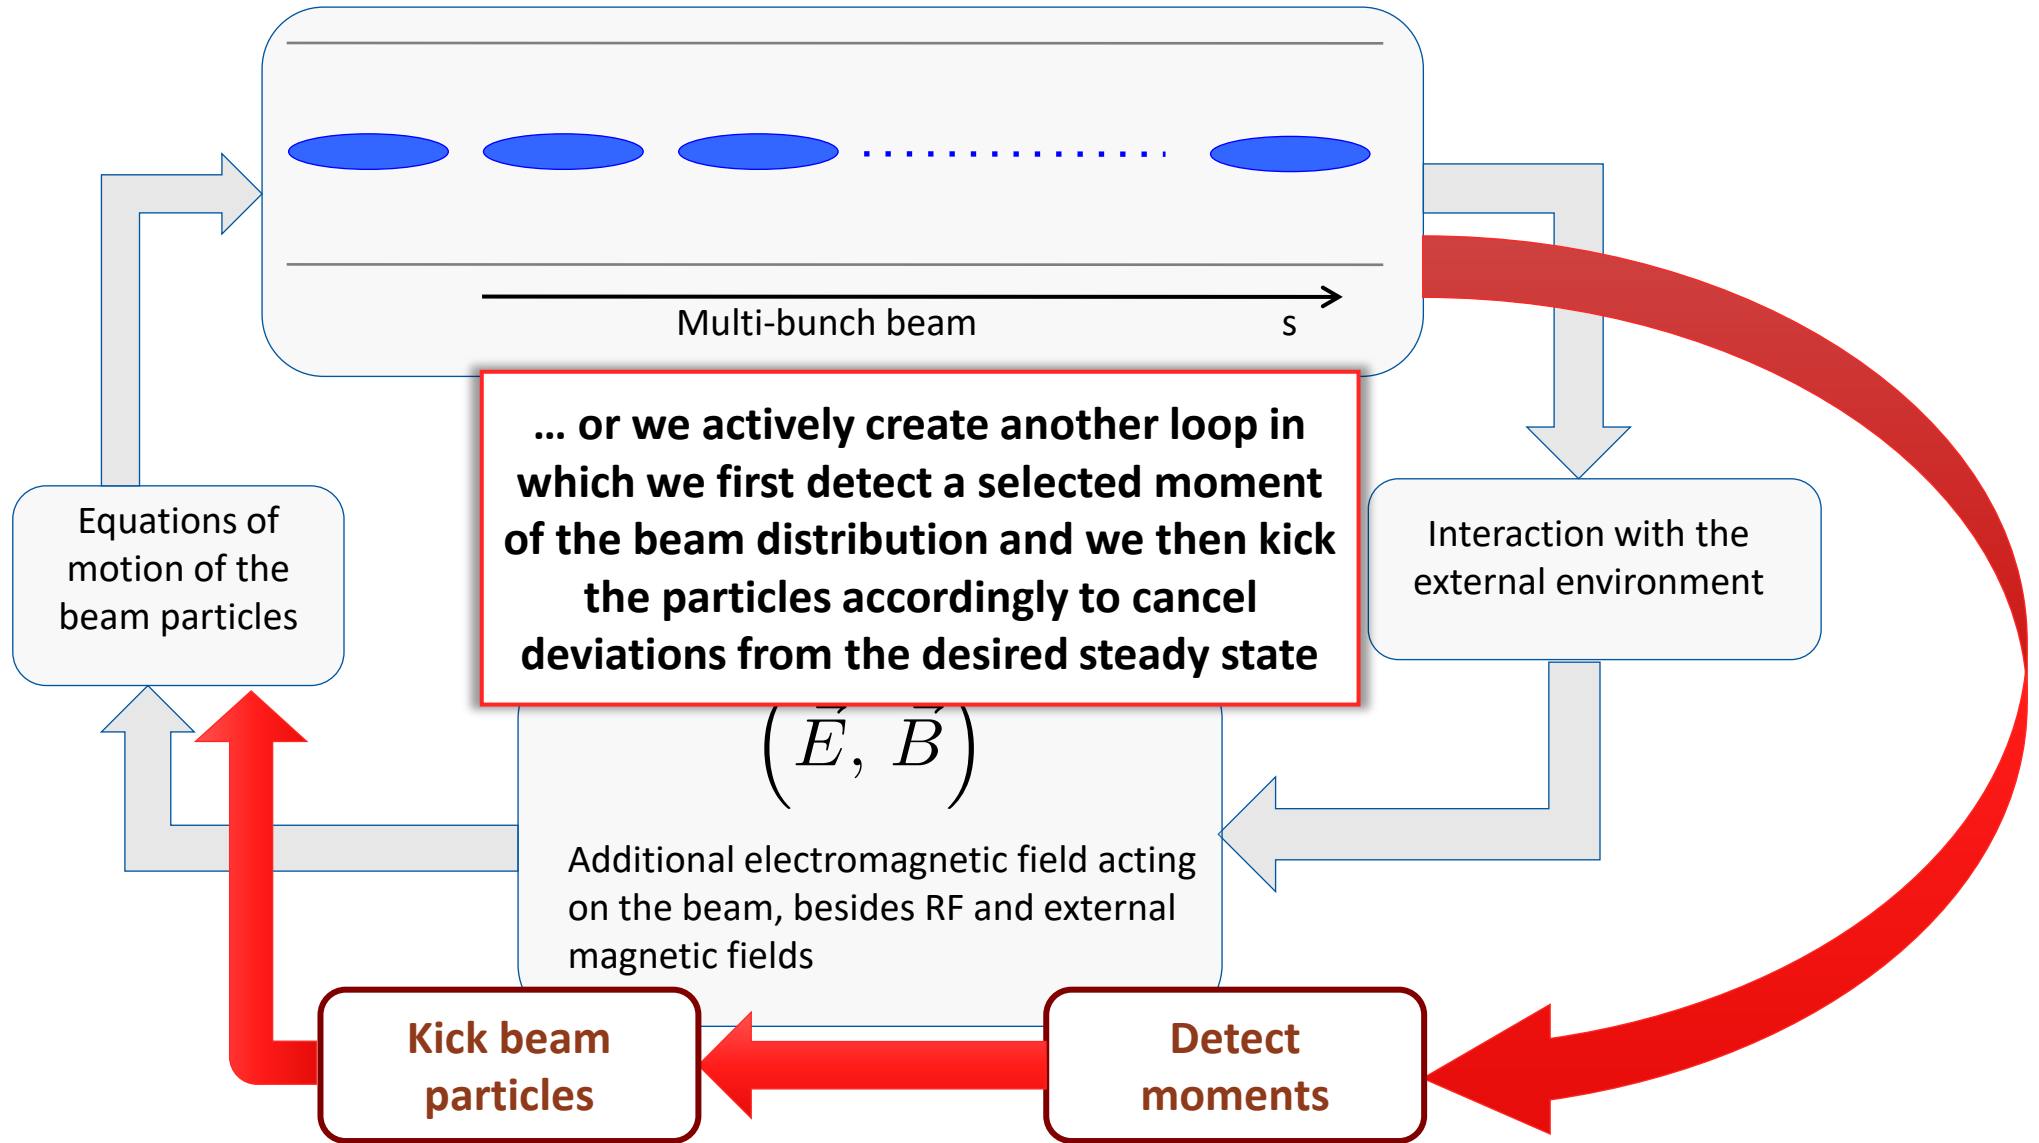 Multi-bunch beam
s
… or we actively create another loop in
which we first detect a selected moment
of the beam distribution and we then kick
the particles accordingly to cancel
deviations from the desired steady state
Equations of
motion of the
beam particles
Interaction with the
external environment
(E⃗, B⃗)
Additional electromagnetic field acting
on the beam, besides RF and external
magnetic fields
Kick beam
particles
Detect
moments